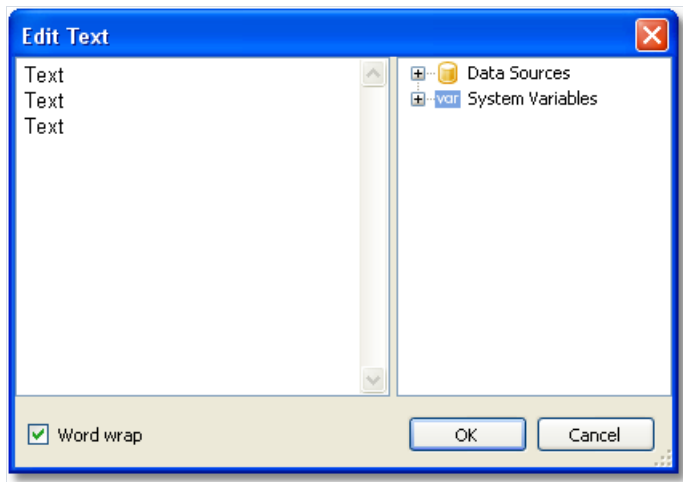 Edit Text
Text
Text
Text
Data Sources
var System Variables
Word wrap
OK
Cancel